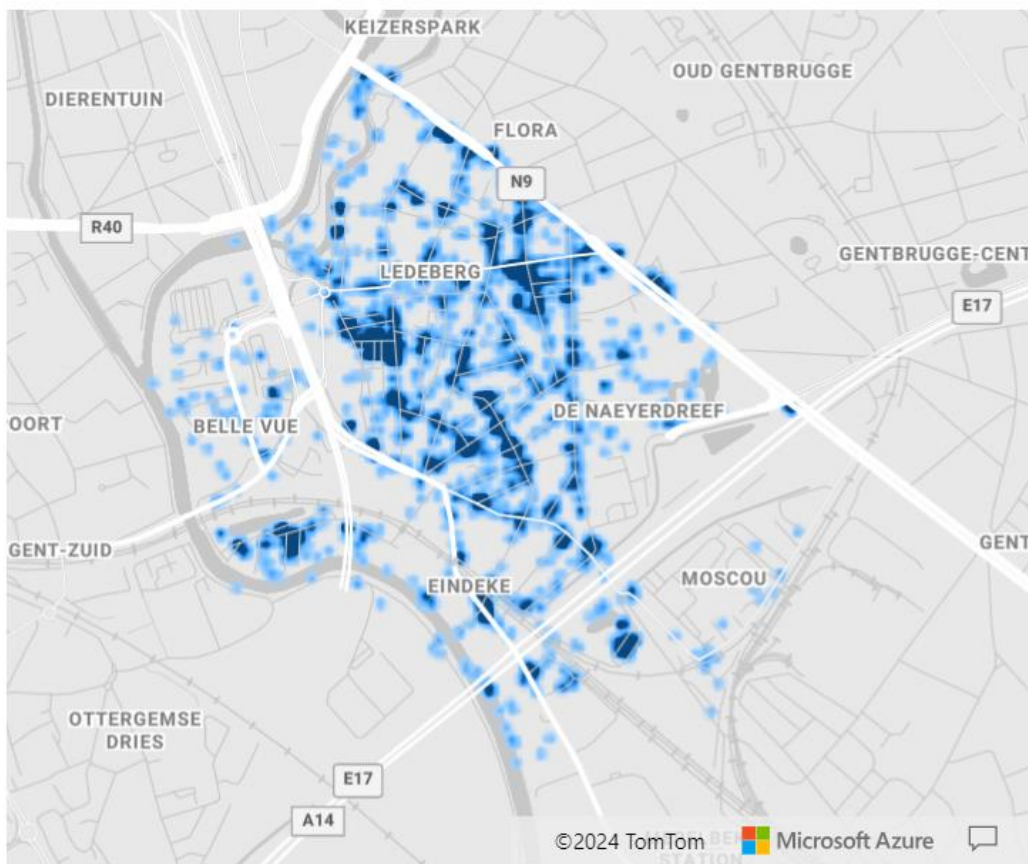 KEIZERSPARK
OUD GENTBRUGGE
DIERENTUIN
FLORA
N9
R40
GENTBRUGGE-CENT
LEDEBERG
E17
DE NAEYERDREEF
OORT
BELLE VUE
GENT-ZUID
GENT
EINDEKE
MOSCOU
OTTERGEMSE
DRIES
E17
A14
©2024 TomTom
Microsoft Azure
STATION